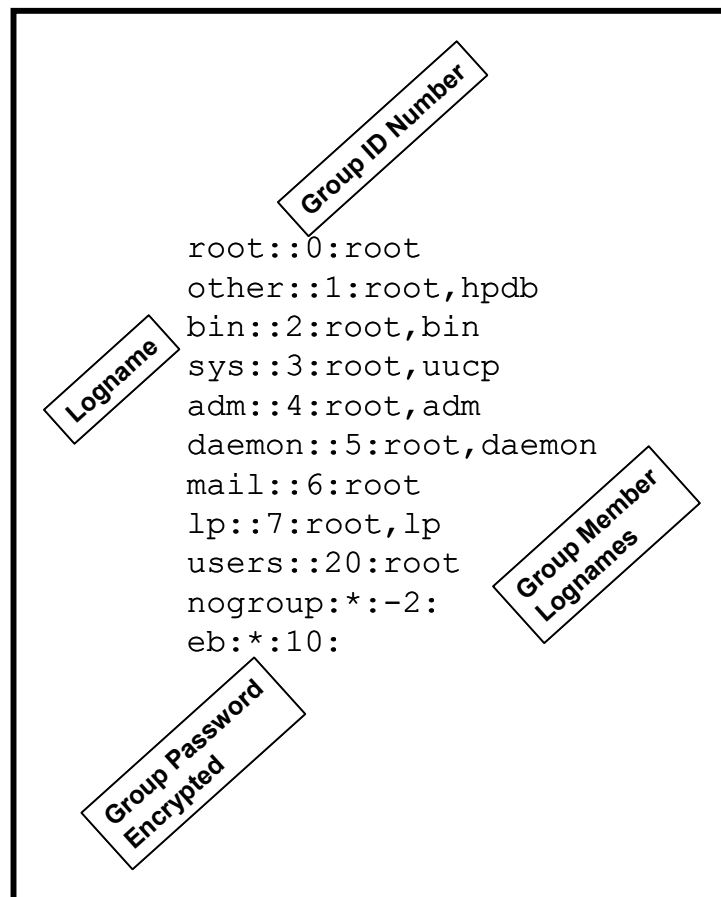 Group ID Number
root::0:root
other::1:root,hpdb
bin::2:root,bin
Logname
sys::3:root,uucp
adm::4:root,adm
daemon::5:root,daemon
mail::6:root
lp::7:root,lp
users::20:root
Group Member
Lognames
nogroup:*:-2:
eb:*:10:
Group Password
Encrypted